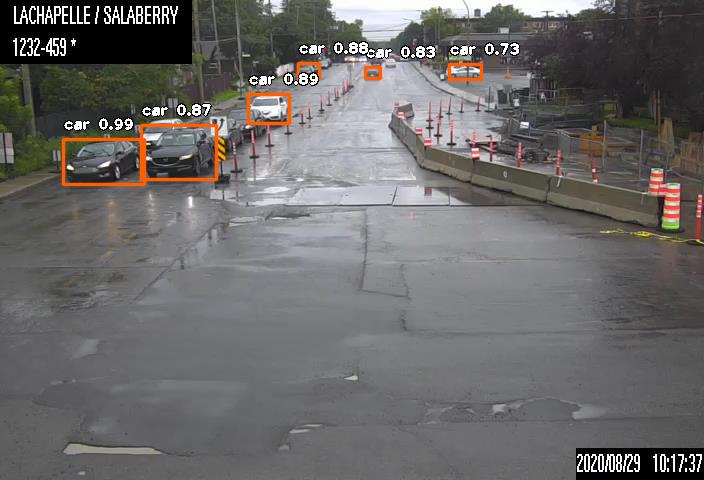 LACHAPELLE / SALABERRY
1232-459 *
car 0.88
car 0.83
car 0.73
car 0.89
car 0.87
car 0.99
2020/08/29 10:17:37